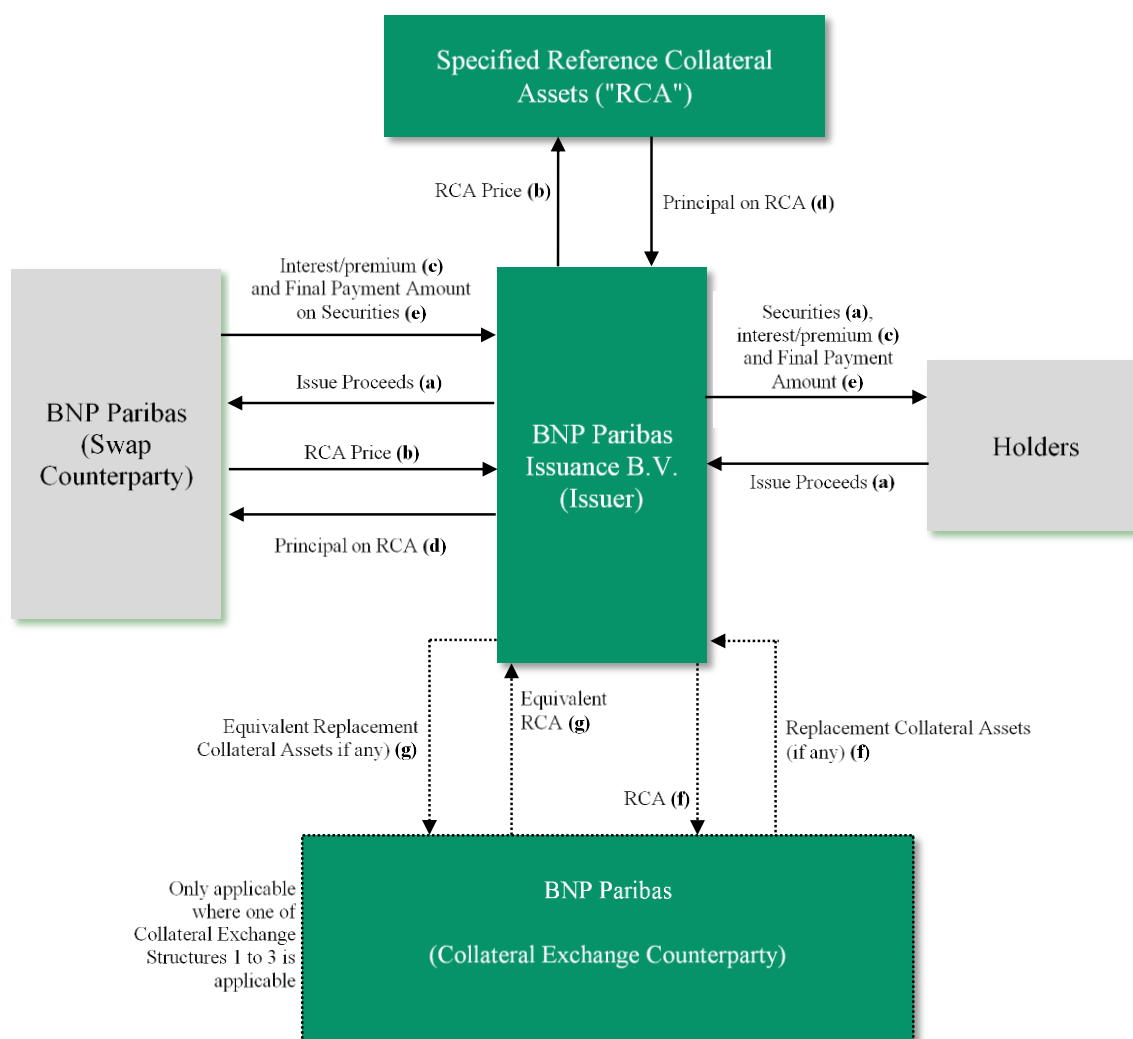 Specified Reference Collateral
Assets ("RCA")
RCA Price (b)
Principal on RCA (d)
Interest/premium (c)
and Final Payment Amount
on Securities (e)
Securities (a),
interest/premium (c)
and Final Payment
Amount (e)
Issue Proceeds (a)
BNP Paribas
(Swap
Counterparty)
BNP Paribas
Issuance B.V.
(Issuer)
Holders
RCA Price (b)
Issue Proceeds (a)
Principal on RCA (d)
Equivalent Replacement
Collateral Assets if any) (g)
Equivalent
RCA (g)
Replacement Collateral Assets
(if any) (f)
RCA (f)
Only applicable
where one of
Collateral Exchange
Structures 1 to 3 is
applicable
BNP Paribas
(Collateral Exchange Counterparty)